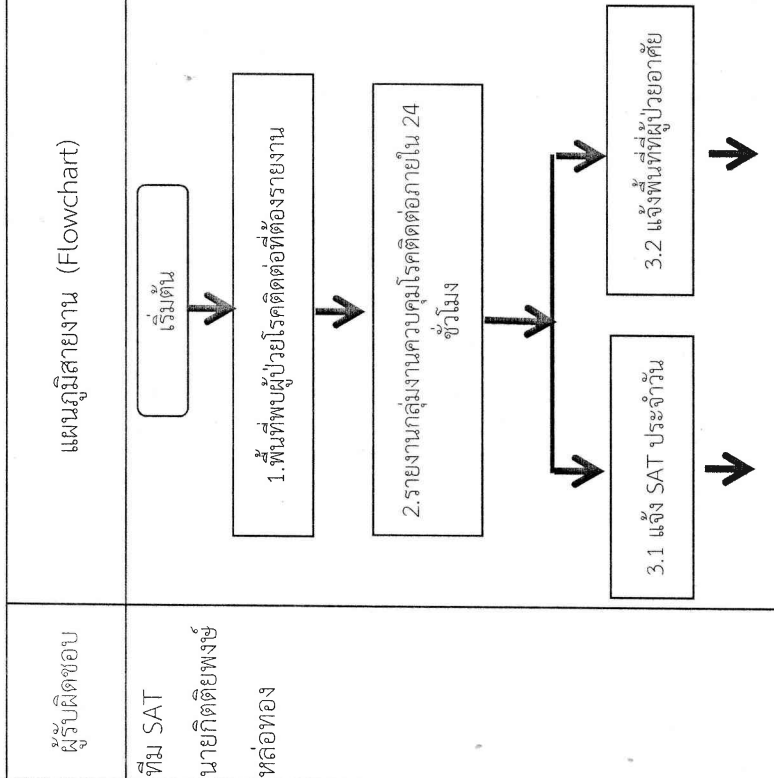 ผู้รับผิดชอบ
แผนภูมิสายงาน (Flowchart)
ทีม SAT
นายกิตติยพงษ์
หล่อทอง
เริ่มต้น
1.พื้นที่พบผู้ป่วยโรคติดต่อที่ต้องรายงาน
2.รายงานกลุ่มงานควบคุมโรคติดต่อภายใน 24
ชั่วโมง
3.1 แจ้ง SAT ประจำวัน
3.2 แจ้งพื้นที่ที่ผู้ป่วยอาศัย